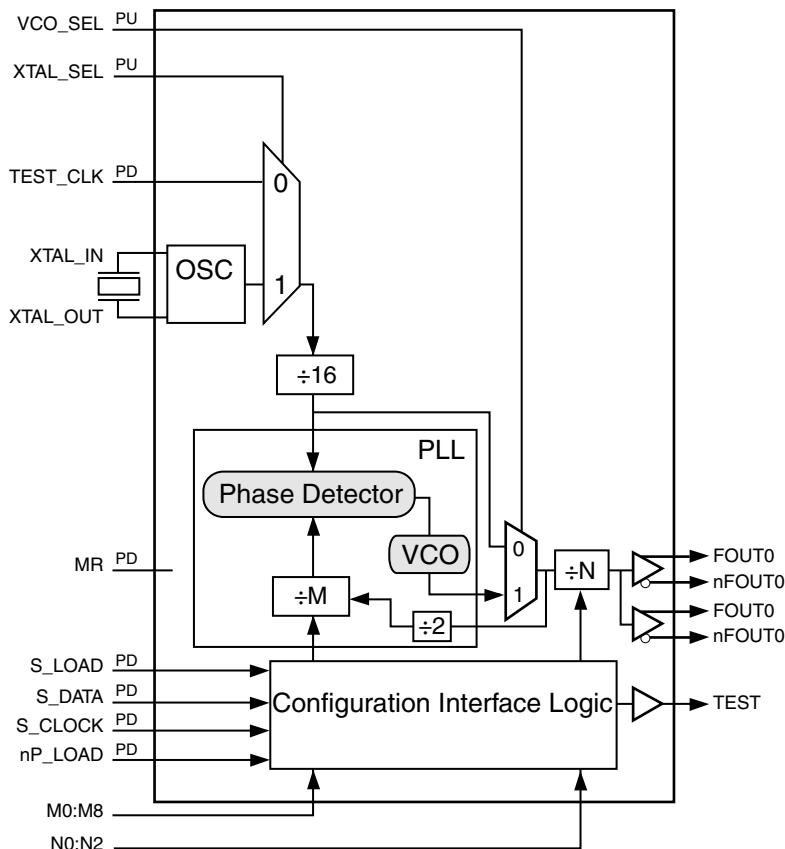 VCO_SEL PU
XTAL_SEL PU
TEST_CLK PD
0
XTAL_IN
OSC
1
XTAL_OUT
÷16
PLL
Phase Detector
VCO
0
1
÷N
FOUT0
nFOUT0
FOUT0
nFOUT0
MR PD
÷M
÷2
S_LOAD PD
S_DATA PD
S_CLOCK PD
nP_LOAD PD
Configuration Interface Logic
TEST
M0:M8
N0:N2